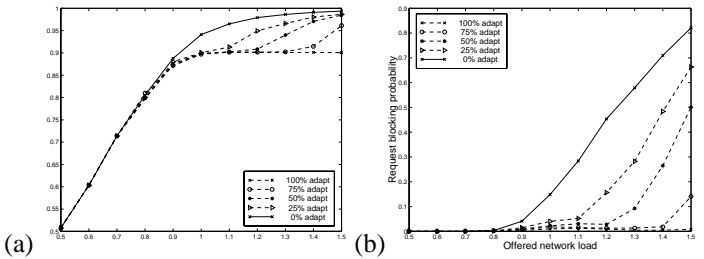 1
0.95
0.9
0.85
0.8
0.75
0.7
0.65
0.6
0.55
0.5
0.5 0.6 0.7 0.8 0.9 1 1.1 1.2 1.3 1.4 1.5
100% adapt
75% adapt
50% adapt
25% adapt
0% adapt
(a)
Request blocking probability
0.9
0.8
0.7
0.6
0.5
0.4
0.3
0.2
0.1
0
0.5 0.6 0.7 0.8 0.9 1 1.1 1.2 1.3 1.4 1.5
Offered network load
100% adapt
75% adapt
50% adapt
25% adapt
0% adapt
(b)